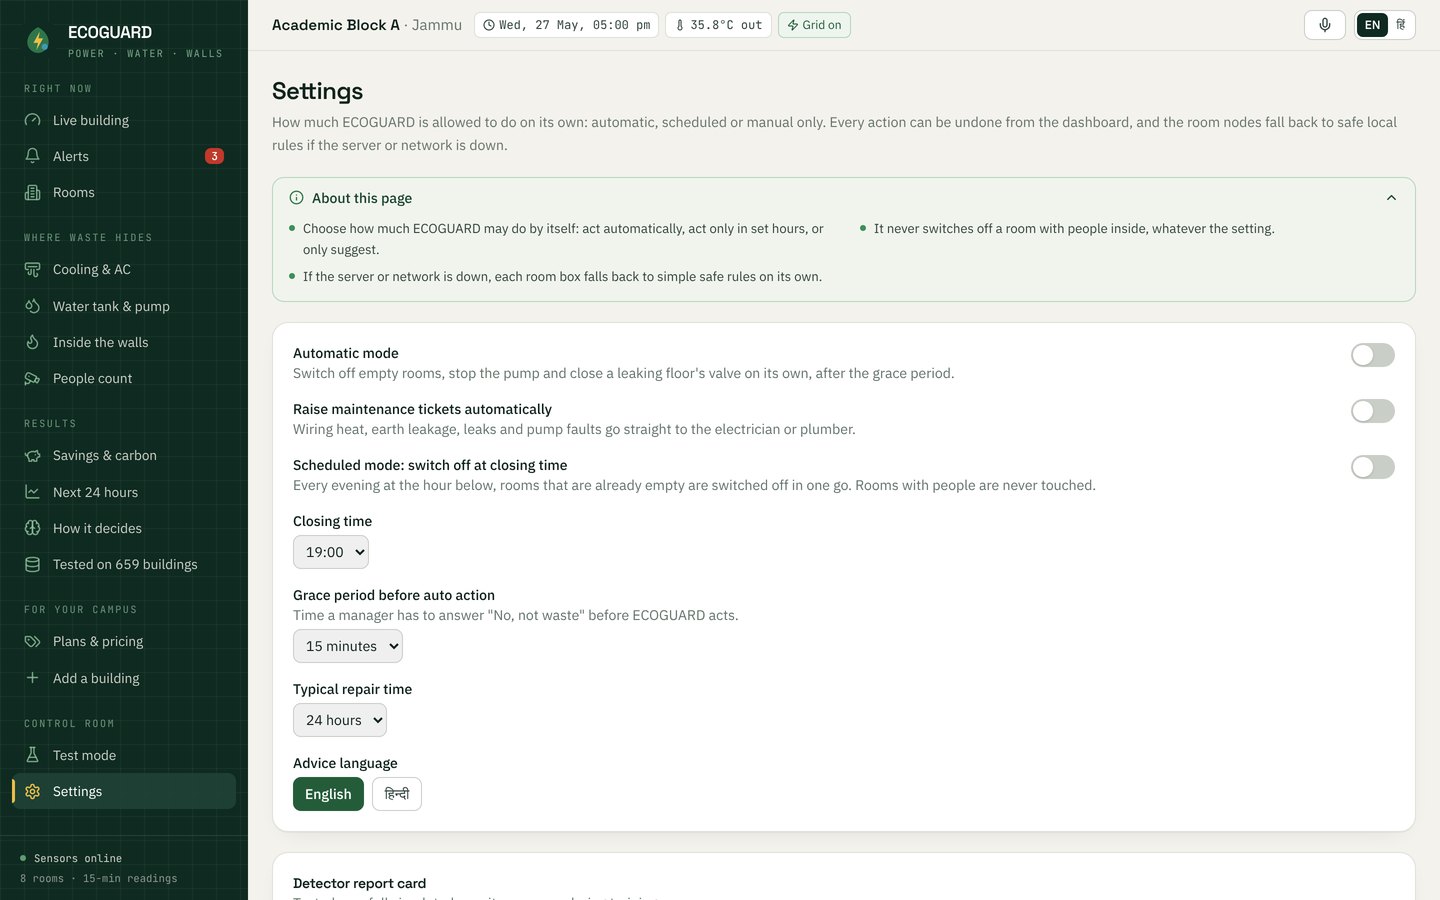 ECOGUARD
POWER · WATER · WALLS
RIGHT NOW
Live building
Alerts
3
Rooms
WHERE WASTE HIDES
Cooling & AC
Water tank & pump
Inside the walls
People count
RESULTS
Savings & carbon
Next 24 hours
How it decides
Tested on 659 buildings
FOR YOUR CAMPUS
Plans & pricing
Add a building
CONTROL ROOM
Test mode
Settings
Sensors online
8 rooms · 15-min readings
Academic Block A · Jammu
Wed, 27 May, 05:00 pm
35.8°C out
Grid on
EN
हिं
Settings
How much ECOGUARD is allowed to do on its own: automatic, scheduled or manual only. Every action can be undone from the dashboard, and the room nodes fall back to safe local
rules if the server or network is down.
About this page
Choose how much ECOGUARD may do by itself: act automatically, act only in set hours, or
only suggest.
It never switches off a room with people inside, whatever the setting.
If the server or network is down, each room box falls back to simple safe rules on its own.
Automatic mode
Switch off empty rooms, stop the pump and close a leaking floor's valve on its own, after the grace period.
Raise maintenance tickets automatically
Wiring heat, earth leakage, leaks and pump faults go straight to the electrician or plumber.
Scheduled mode: switch off at closing time
Every evening at the hour below, rooms that are already empty are switched off in one go. Rooms with people are never touched.
Closing time
19:00
Grace period before auto action
Time a manager has to answer "No, not waste" before ECOGUARD acts.
15 minutes
Typical repair time
24 hours
Advice language
English
हिन्दी
Detector report card